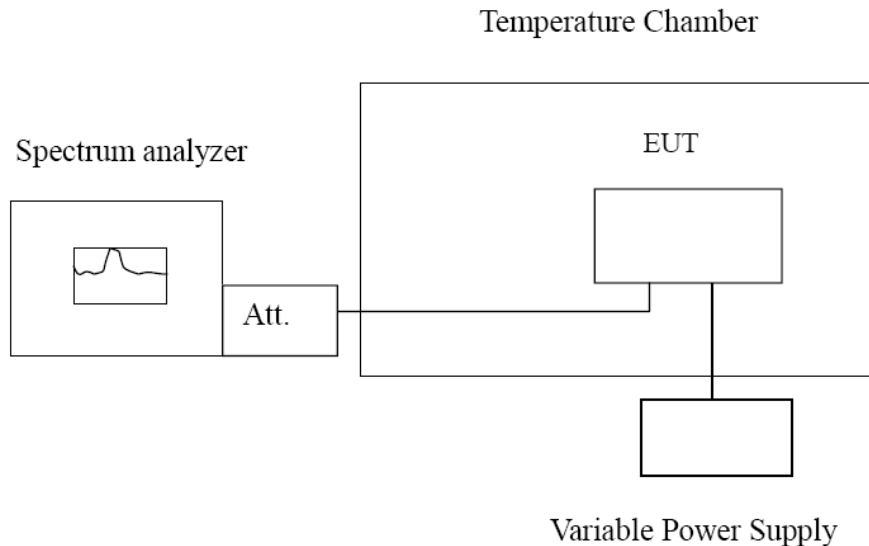 Temperature Chamber
EUT
Spectrum analyzer
Att.
Variable Power Supply